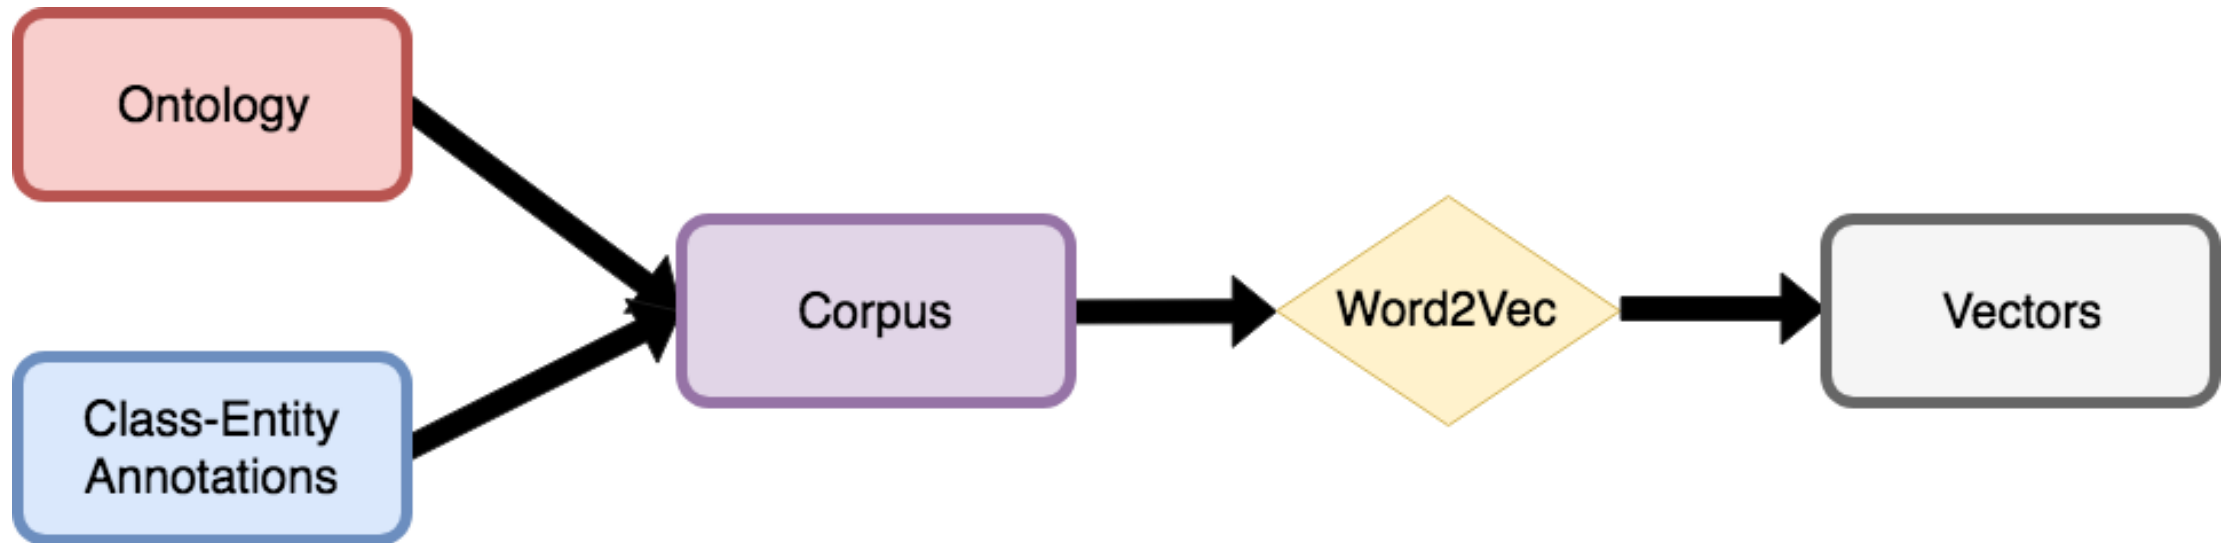 Ontology
Class-Entity
Annotations
Corpus
Word2Vec
Vectors